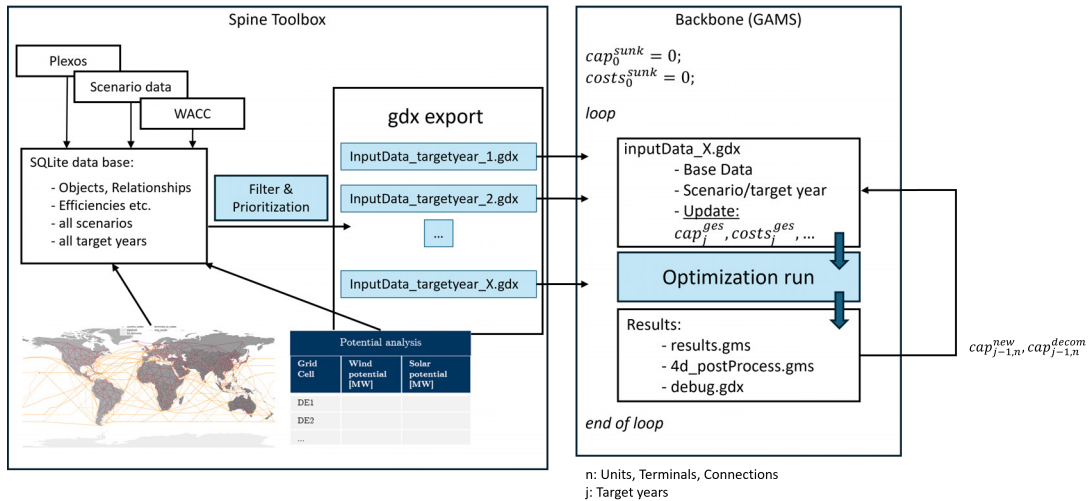 Spine Toolbox
Plexos
Scenario data
WACC
SQLite data base:
- Objects, Relationships
- Efficiencies etc.
- all scenarios
- all target years
Filter &
Prioritization
gdx export
InputData_targetyear_1.gdx
InputData_targetyear_2.gdx
...
InputData_targetyear_X.gdx
Potential analysis
Grid Cell
Wind potential [MW]
Solar potential [MW]
DE1
DE2
...
Backbone (GAMS)
cap_0^sunk = 0;
costs_0^sunk = 0;
loop
inputData_X.gdx
- Base Data
- Scenario/target year
- Update:
cap_j^ges, costs_j^ges, ...
Optimization run
Results:
- results.gms
- 4d_postProcess.gms
- debug.gdx
end of loop
cap_{j-1,n}^new, cap_{j-1,n}^decom
n: Units, Terminals, Connections
j: Target years